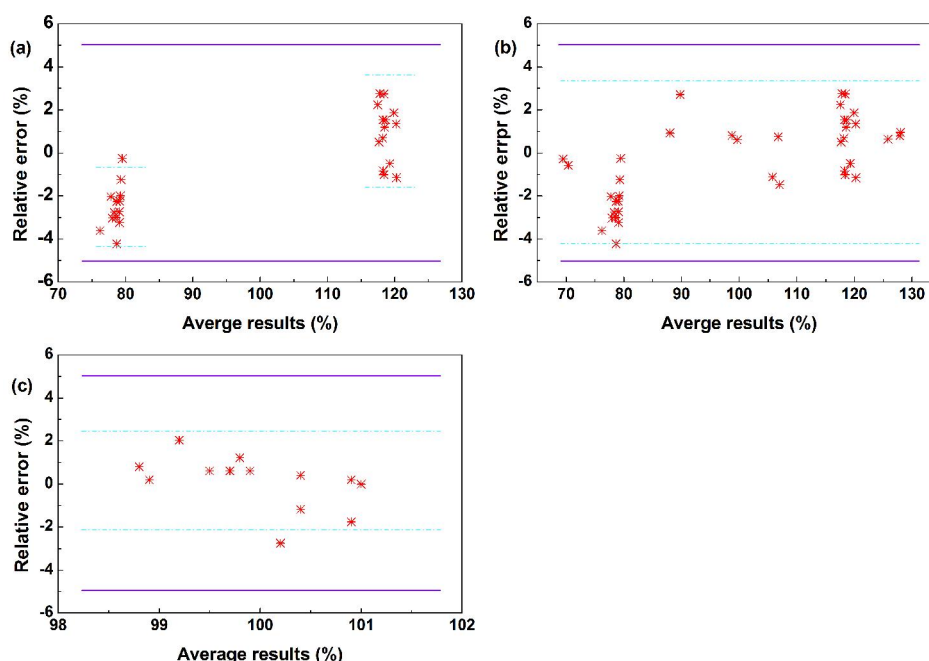 (a)
Relative error (%)
6
4
2
0
-2
-4
-6
70 80 90 100 110 120 130
Averge results (%)
(b)
Relative errpr (%)
6
4
2
0
-2
-4
-6
70 80 90 100 110 120 130
Averge results (%)
(c)
Relative error (%)
6
4
2
0
-2
-4
-6
98 99 100 101 102
Average results (%)